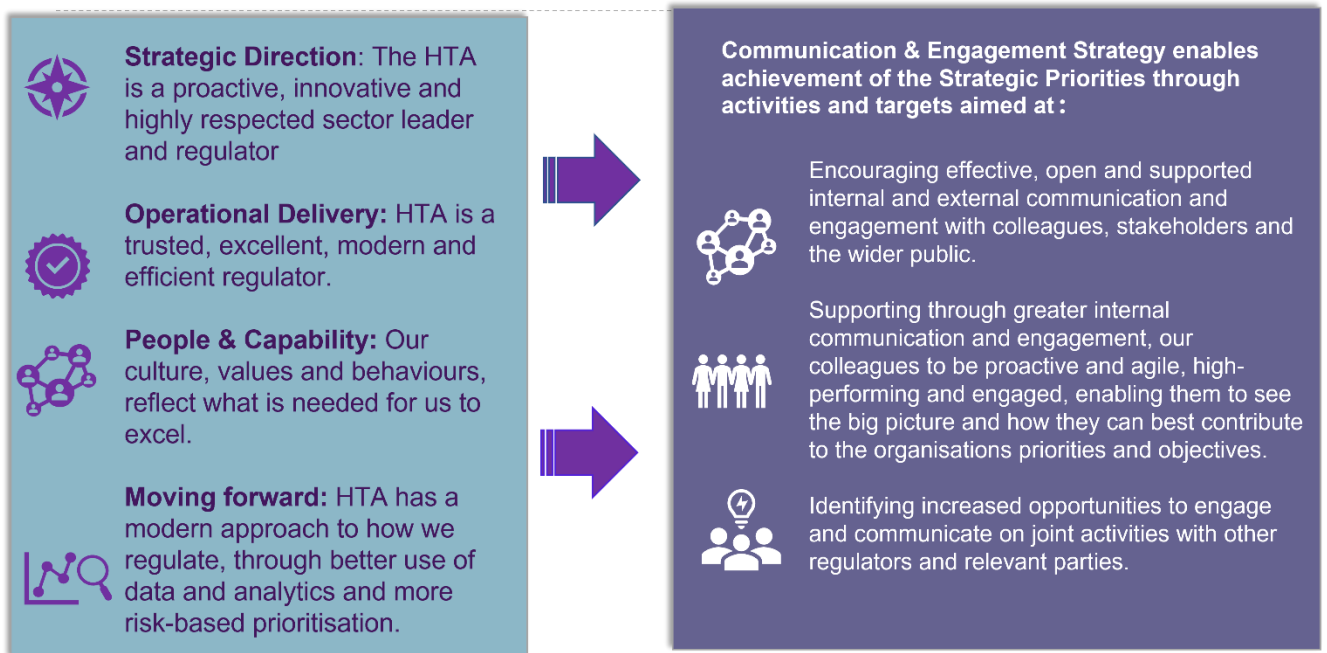 Strategic Direction: The HTA
is a proactive, innovative and
highly respected sector leader
and regulator
Operational Delivery: HTA is a
trusted, excellent, modern and
efficient regulator.
People & Capability: Our
culture, values and behaviours,
reflect what is needed for us to
excel.
Moving forward: HTA has a
modern approach to how we
regulate, through better use of
data and analytics and more
risk-based prioritisation.
Communication & Engagement Strategy enables
achievement of the Strategic Priorities through
activities and targets aimed at:
Encouraging effective, open and supported
internal and external communication and
engagement with colleagues, stakeholders and
the wider public.
Supporting through greater internal
communication and engagement, our
colleagues to be proactive and agile, high-
performing and engaged, enabling them to see
the big picture and how they can best contribute
to the organisations priorities and objectives.
Identifying increased opportunities to engage
and communicate on joint activities with other
regulators and relevant parties.